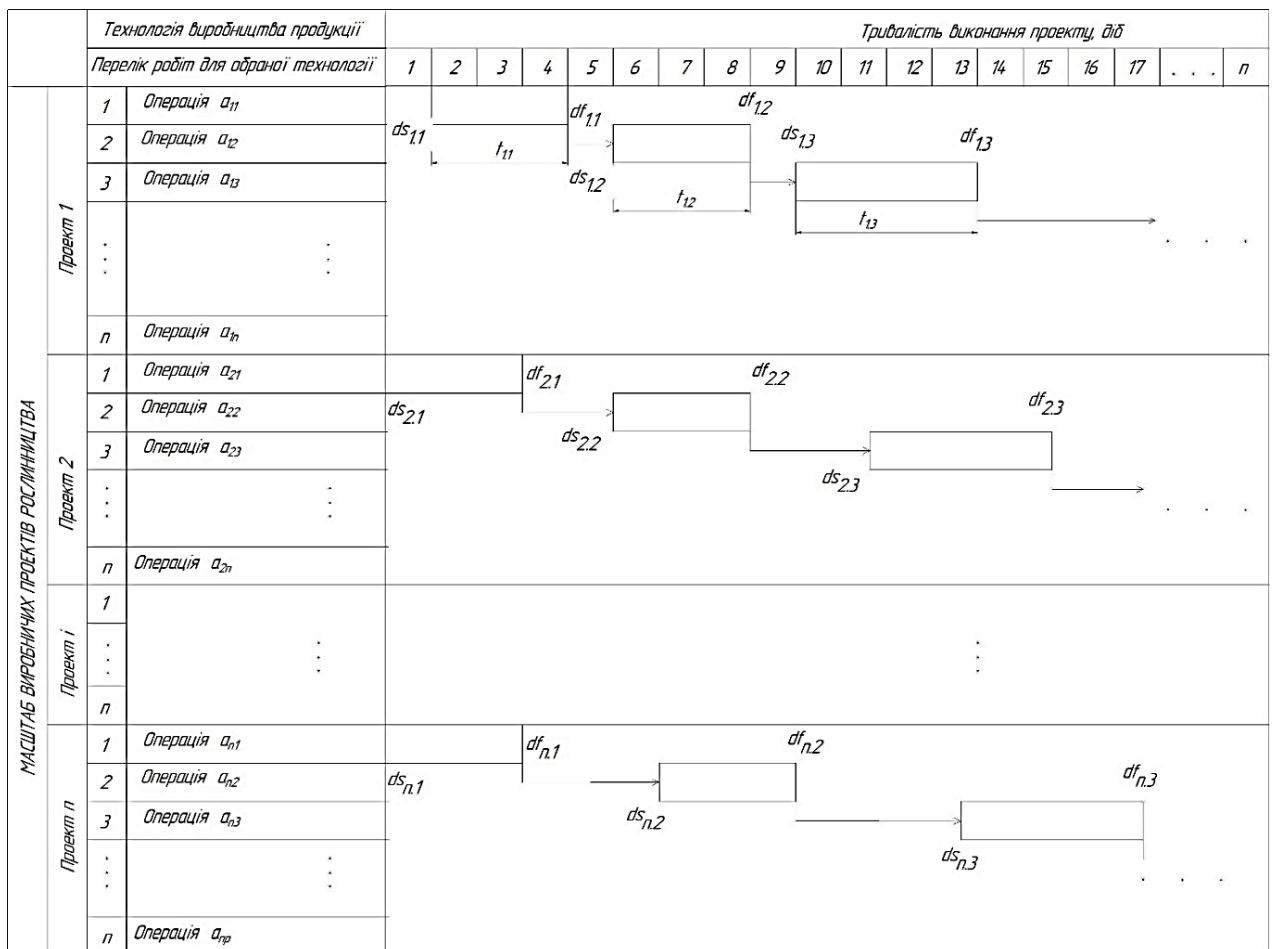 Технологія виробництва продукції Тривалість виконання проекту, діб
Перелік робіт для обраної технології 1 2 3 4 5 6 7 8 9 10 11 12 13 14 15 16 17 . . . n
МАСШТАБ ВИРОБНИЧИХ ПРОЕКТІВ РОСЛИННИЦТВА
Проект 1
1 Операція a₁₁ df₁.₁ df₁.₂
2 Операція a₁₂ ds₁.₁ t₁.₁ ds₁.₃ df₁.₃
3 Операція a₁₃ ds₁.₂ t₁.₂ t₁.₃
n Операція a₁ₙ
Проект 2
1 Операція a₂₁ df₂.₁ df₂.₂
2 Операція a₂₂ ds₂.₁ ds₂.₂ df₂.₃
3 Операція a₂₃ ds₂.₃
n Операція a₂ₙ
Проект і
1
n
Проект n
1 Операція aₙ₁ dfₙ.₁ dfₙ.₂
2 Операція aₙ₂ dsₙ.₁ dsₙ.₂ dfₙ.₃
3 Операція aₙ₃ dsₙ.₃
n Операція aₙₚ